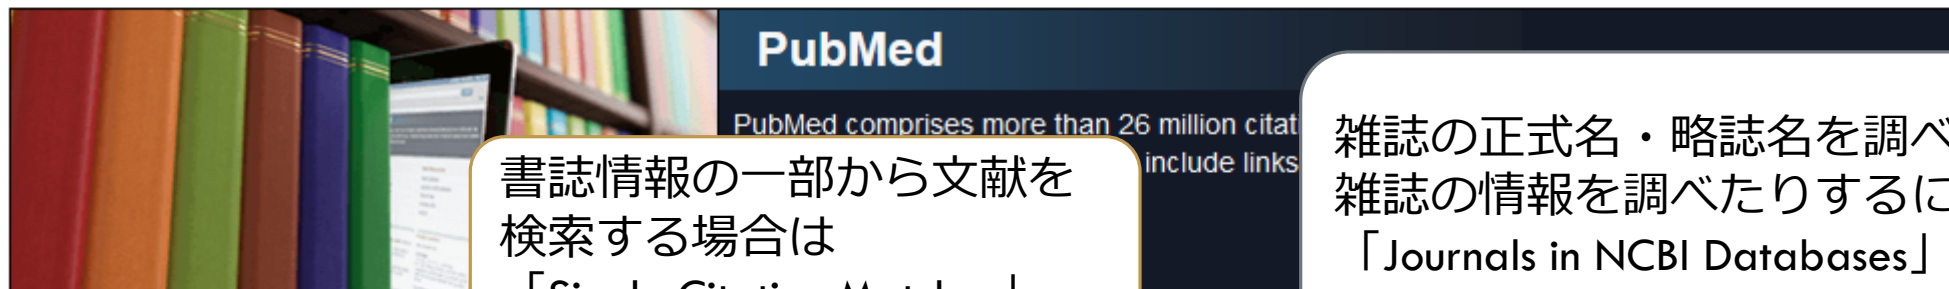 PubMed
PubMed comprises more than 26 million citat
include links
書誌情報の一部から文献を
検索する場合は
「Single Citation Matcher」
雑誌の正式名・略誌名を調べ
雑誌の情報を調べたりするに
「Journals in NCBI Databases」